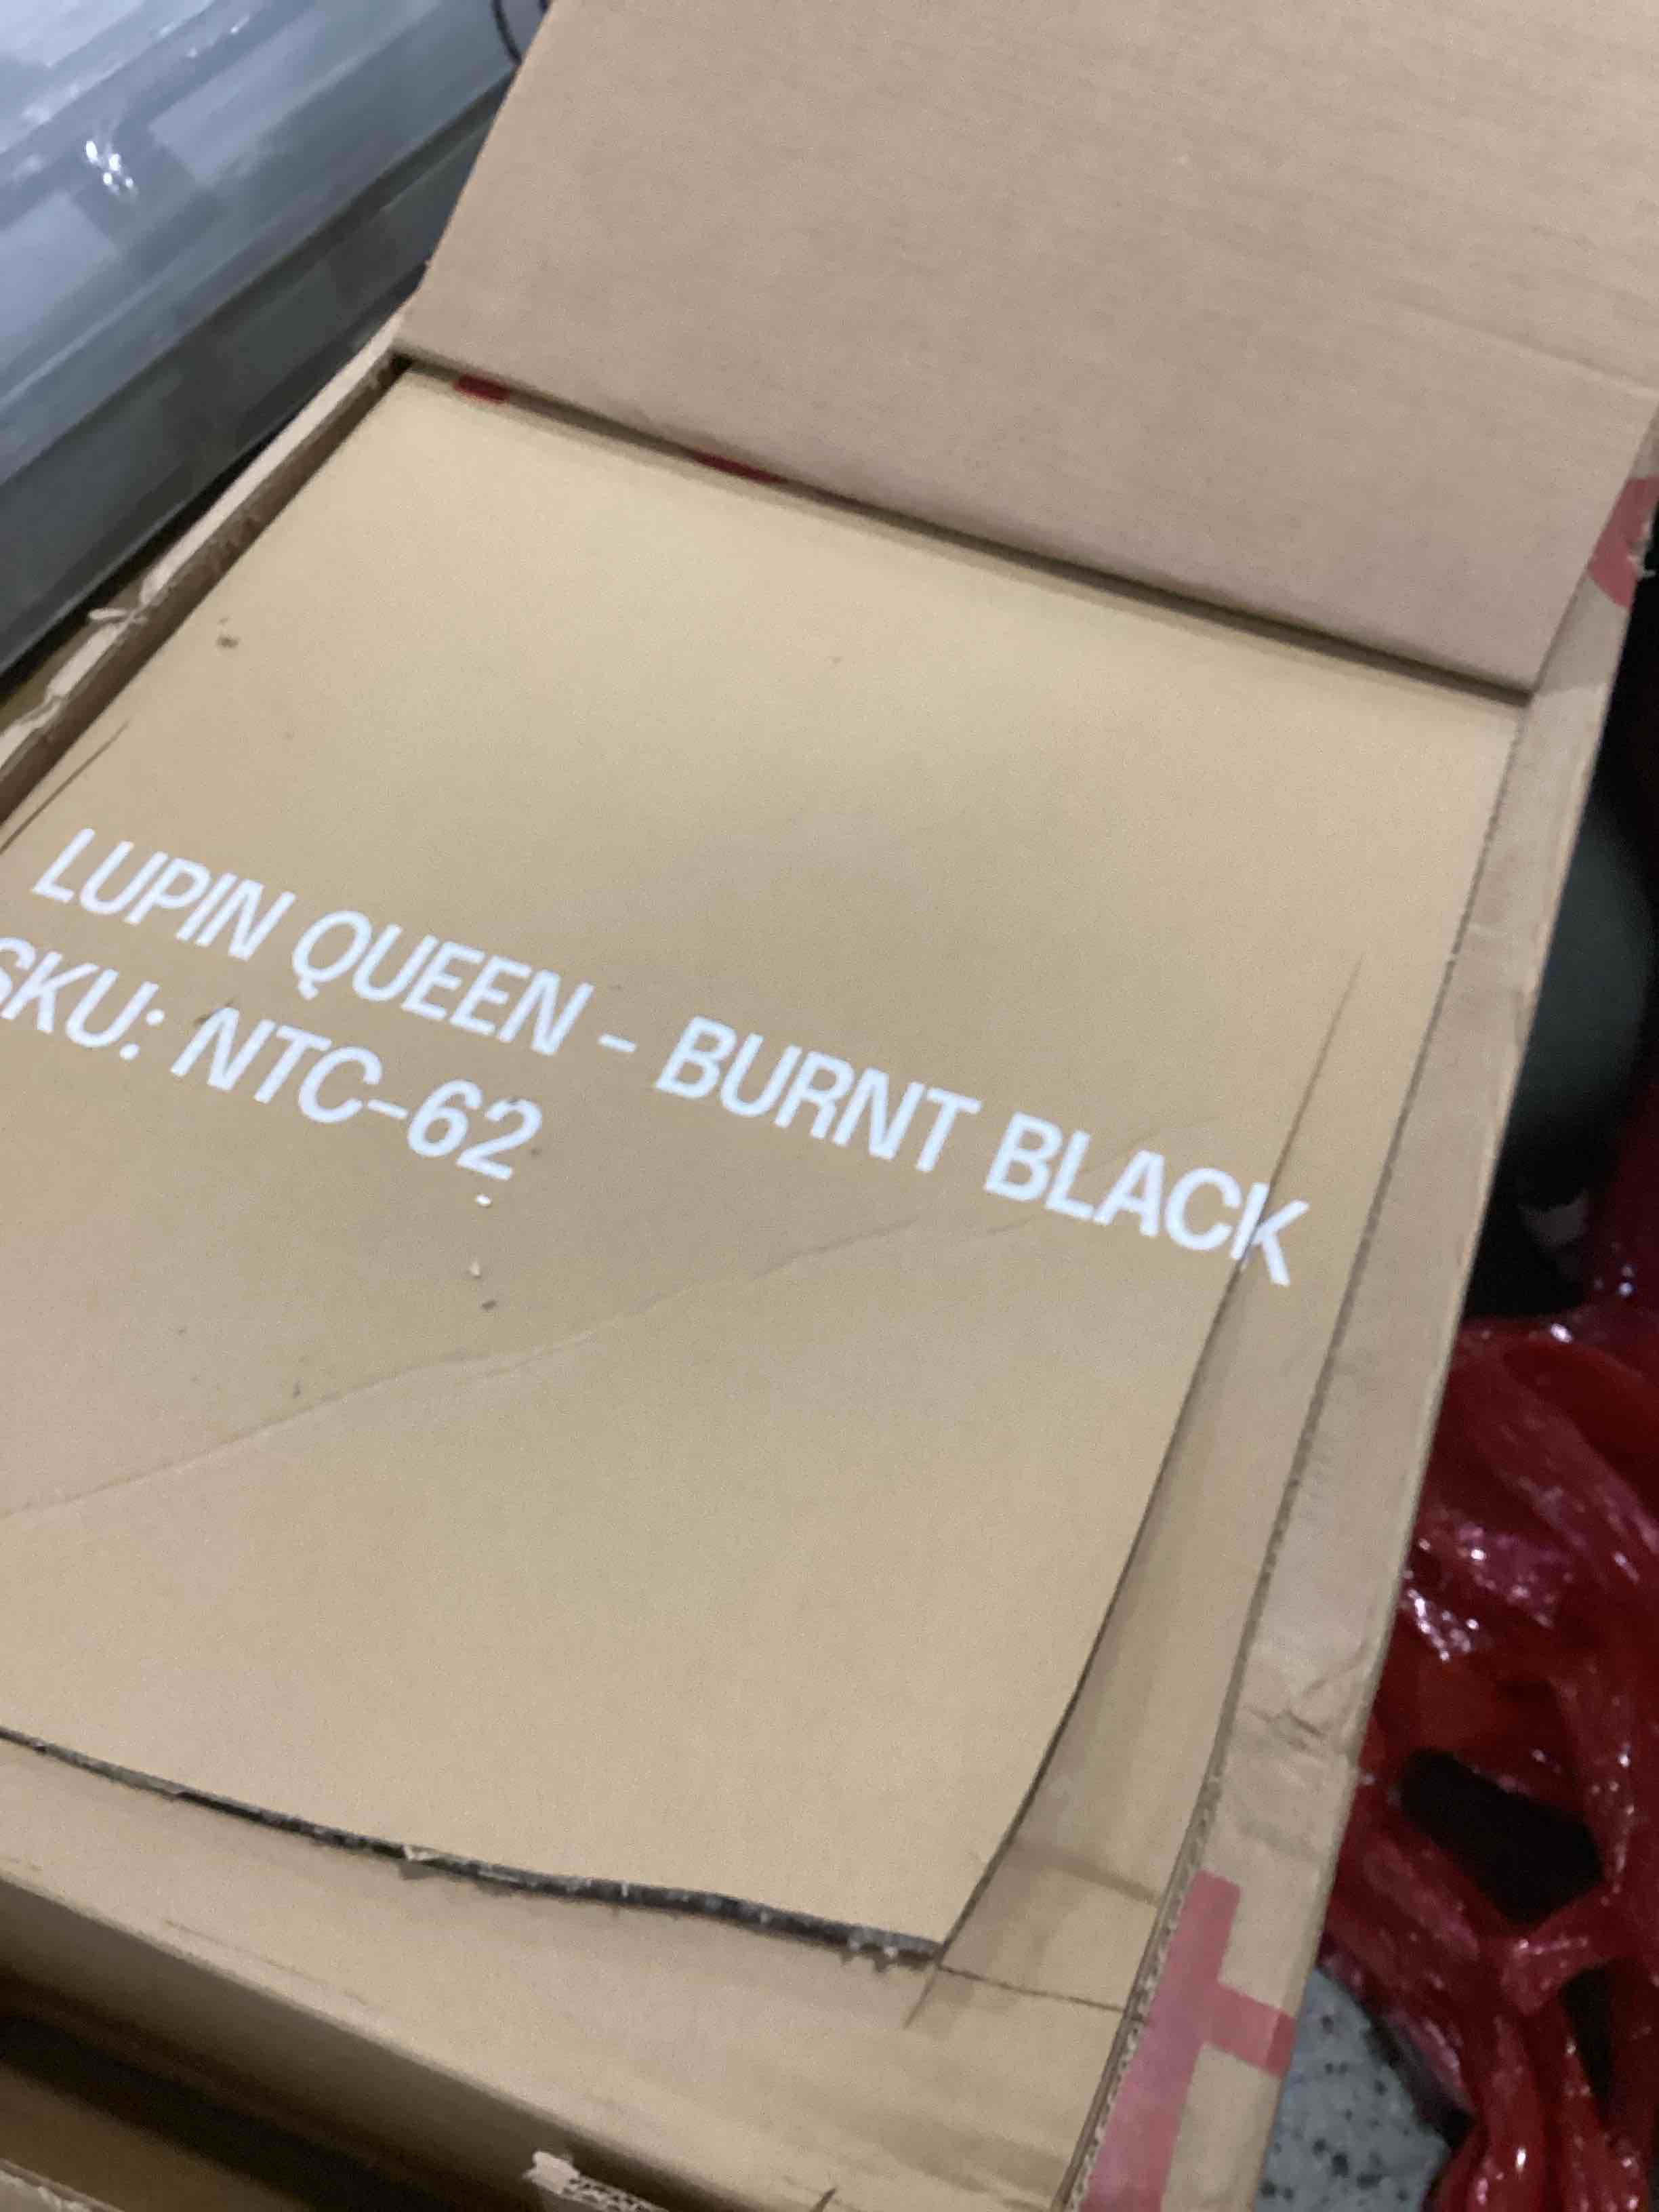 LUPIN QUEEN - BURNT BLACK
SKU: NTC-62